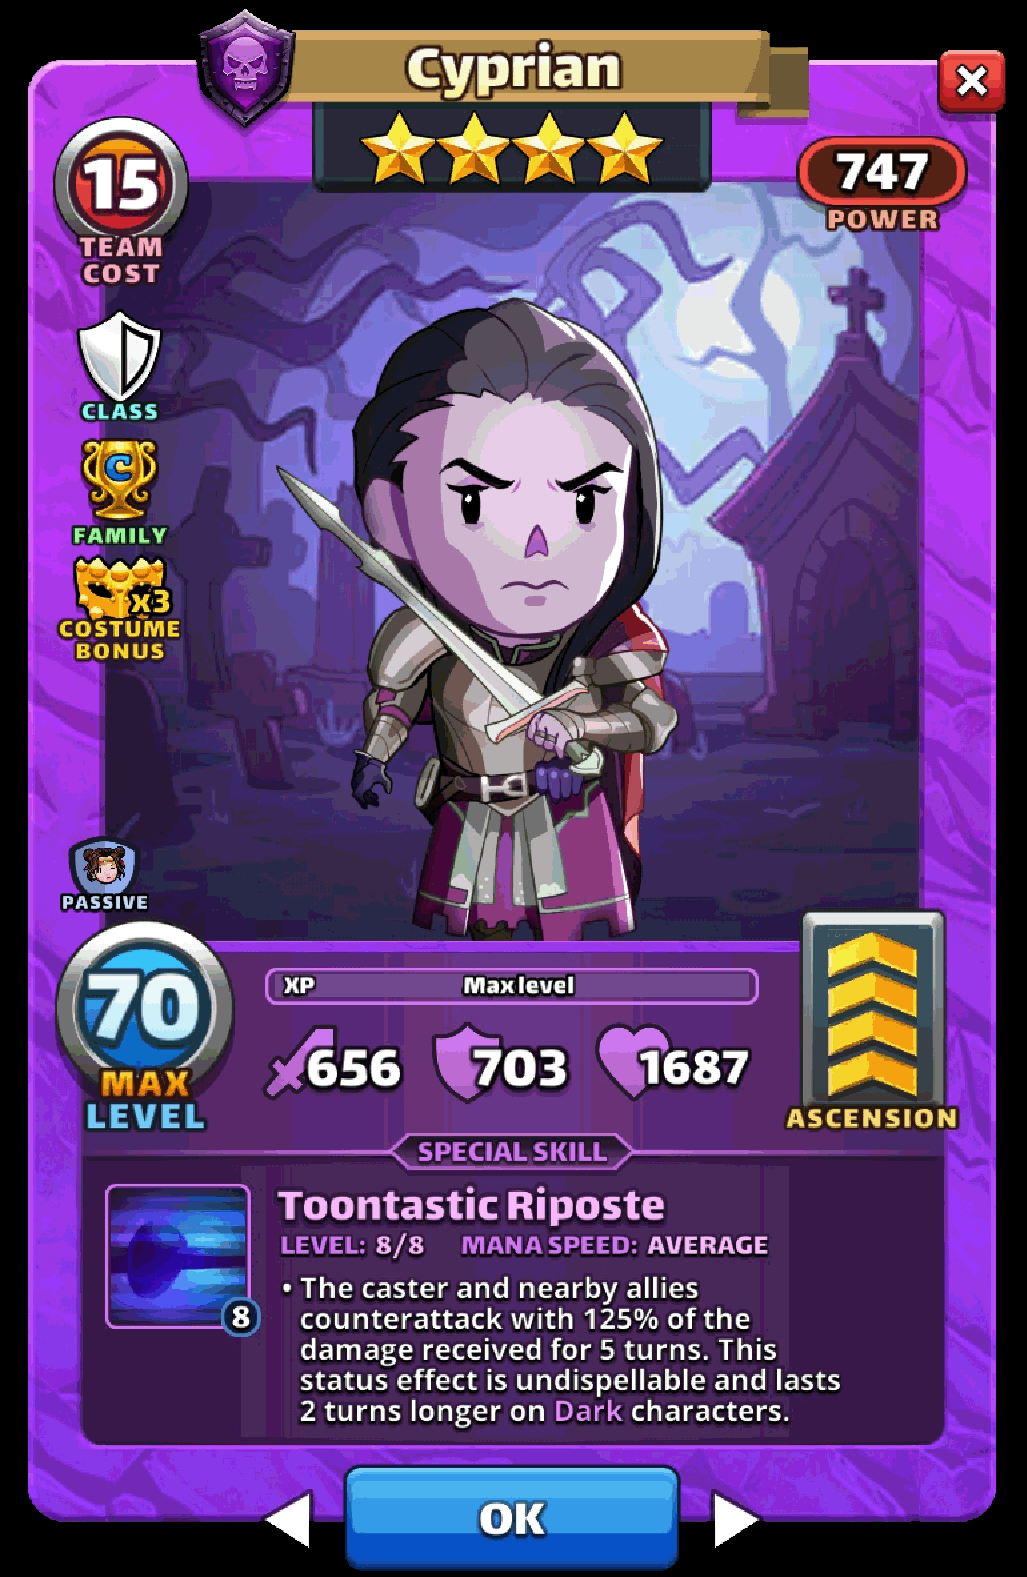 Cyprian
15
TEAM
COST
747
POWER
CLASS
C
FAMILY
x3
COSTUME
BONUS
PASSIVE
70
MAX
LEVEL
XP Max level
656 703 1687
ASCENSION
SPECIAL SKILL
Toontastic Riposte
LEVEL: 8/8 MANA SPEED: AVERAGE
8
• The caster and nearby allies
counterattack with 125% of the
damage received for 5 turns. This
status effect is undispellable and lasts
2 turns longer on Dark characters.
OK